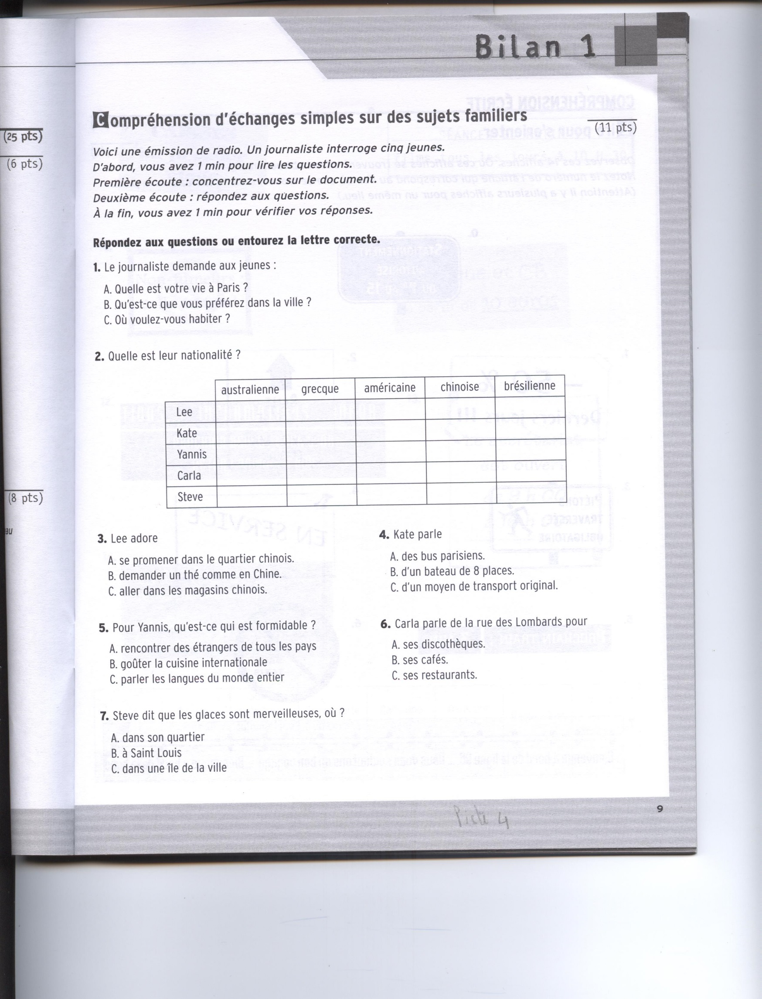 Bilan 1
Compréhension d'échanges simples sur des sujets familiers
(11 pts)
(25 pts)
(6 pts)
Voici une émission de radio. Un journaliste interroge cinq jeunes.
D'abord, vous avez 1 min pour lire les questions.
Première écoute : concentrez-vous sur le document.
Deuxième écoute : répondez aux questions.
À la fin, vous avez 1 min pour vérifier vos réponses.
Répondez aux questions ou entourez la lettre correcte.
1. Le journaliste demande aux jeunes :
A. Quelle est votre vie à Paris ?
B. Qu'est-ce que vous préférez dans la ville ?
C. Où voulez-vous habiter ?
2. Quelle est leur nationalité ?
australienne grecque américaine chinoise brésilienne
Lee
Kate
Yannis
Carla
Steve
(8 pts)
au
3. Lee adore
A. se promener dans le quartier chinois.
B. demander un thé comme en Chine.
C. aller dans les magasins chinois.
4. Kate parle
A. des bus parisiens.
B. d'un bateau de 8 places.
C. d'un moyen de transport original.
5. Pour Yannis, qu'est-ce qui est formidable ?
A. rencontrer des étrangers de tous les pays
B. goûter la cuisine internationale
C. parler les langues du monde entier
6. Carla parle de la rue des Lombards pour
A. ses discothèques.
B. ses cafés.
C. ses restaurants.
7. Steve dit que les glaces sont merveilleuses, où ?
A. dans son quartier
B. à Saint Louis
C. dans une île de la ville
9
Piste 4